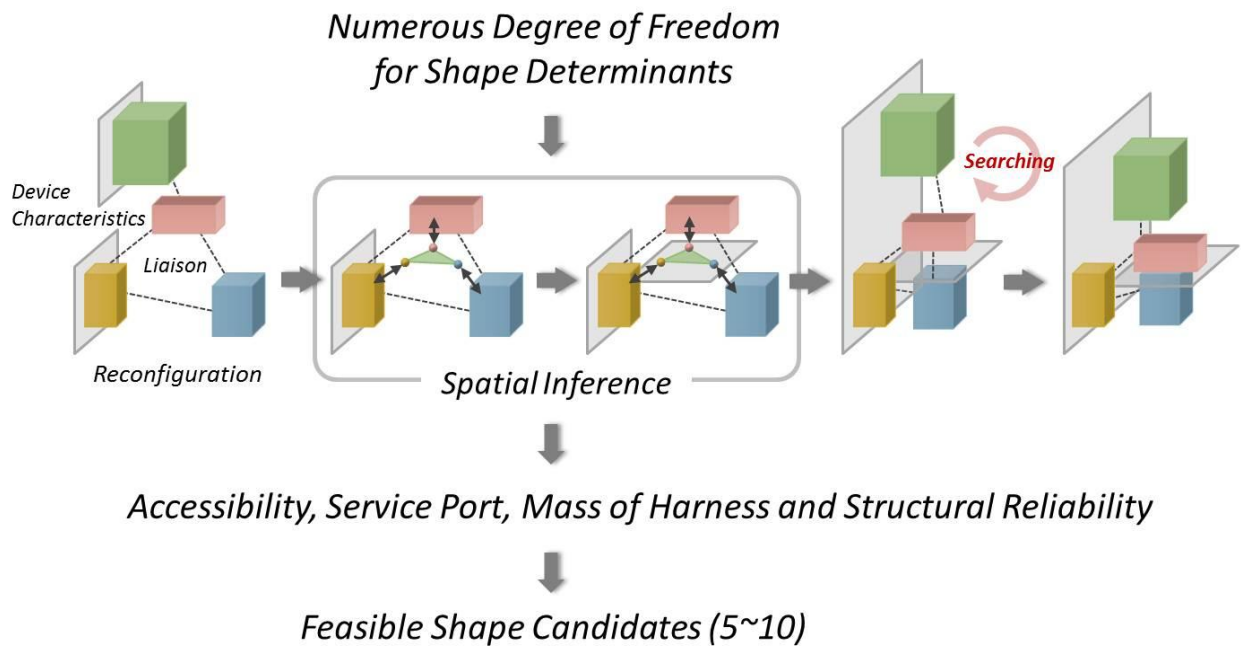 Numerous Degree of Freedom
for Shape Determinants
Searching
Device
Characteristics
Liaison
Reconfiguration
Spatial Inference
Accessibility, Service Port, Mass of Harness and Structural Reliability
Feasible Shape Candidates (5~10)